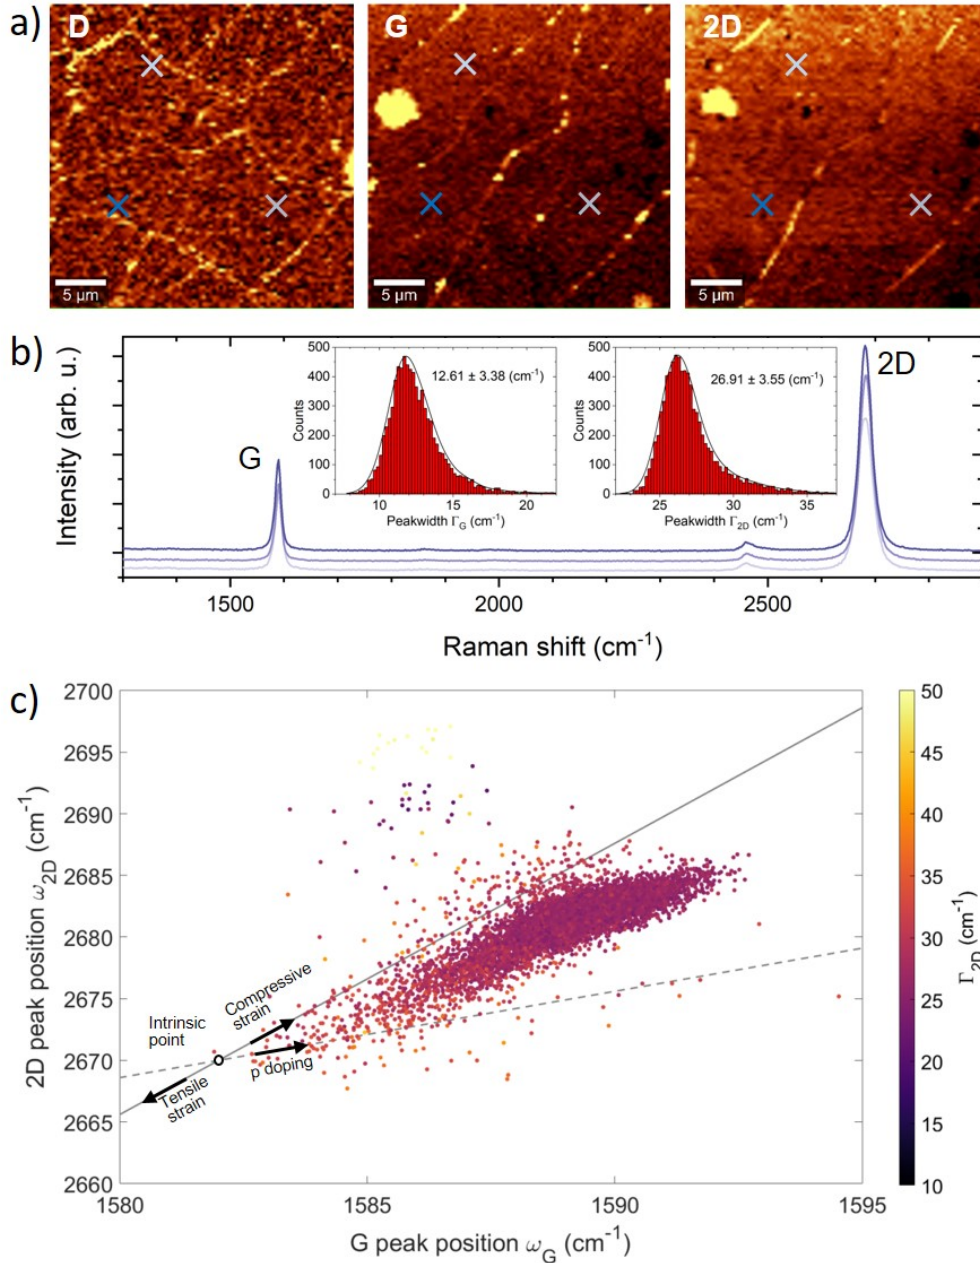 a)
D
G
2D
5 µm
5 µm
5 µm
b)
Intensity (arb. u.)
G
2D
500
400
300
200
100
0
Counts
12.61 ± 3.38 (cm⁻¹)
10
15
20
Peakwidth Γ_G (cm⁻¹)
500
400
300
200
100
0
Counts
26.91 ± 3.55 (cm⁻¹)
25
30
35
Peakwidth Γ_2D (cm⁻¹)
1500
2000
2500
Raman shift (cm⁻¹)
c)
2700
2695
2690
2685
2680
2675
2670
2665
2660
2D peak position ω_2D (cm⁻¹)
Intrinsic
point
Compressive
strain
p doping
Tensile
strain
1580
1585
1590
1595
G peak position ω_G (cm⁻¹)
50
45
40
35
30
25
20
15
10
Γ_2D (cm⁻¹)